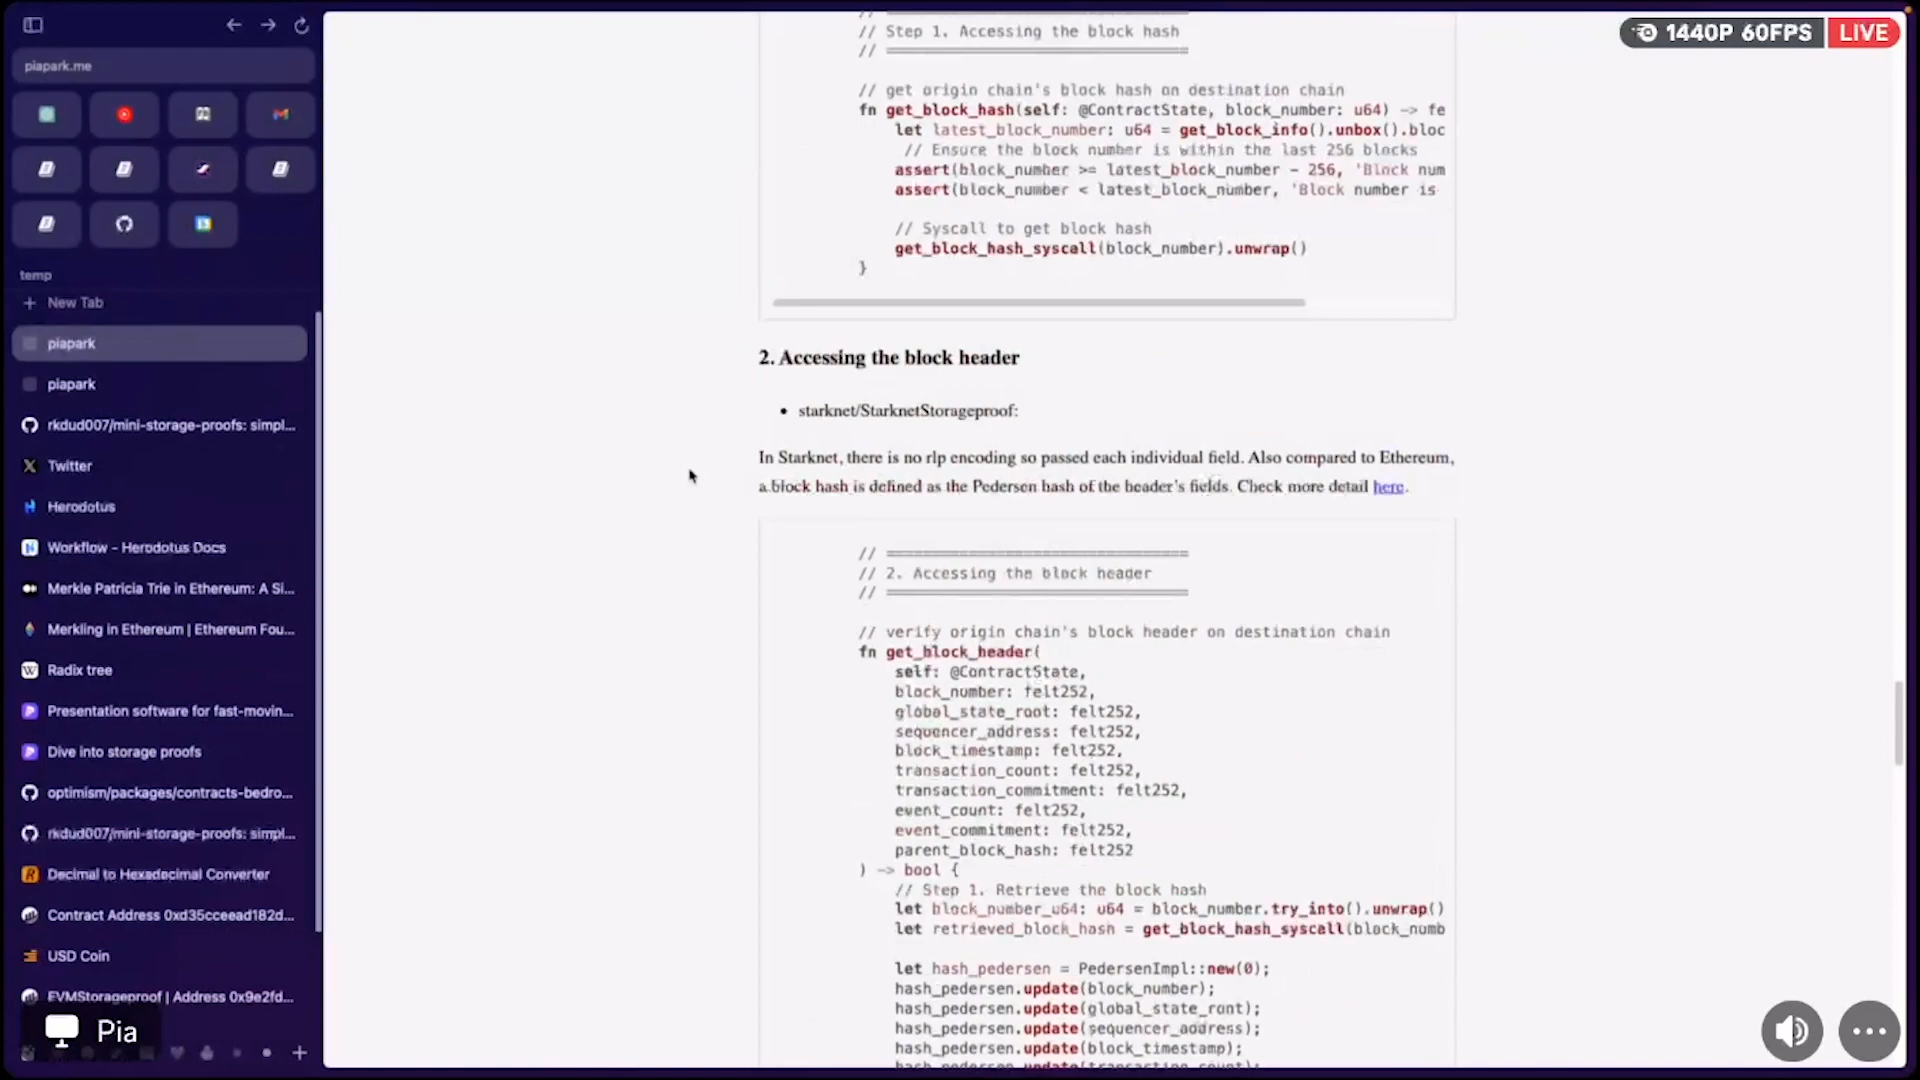 piapark.me
temp
+ New Tab
piapark
piapark
rkdud007/mini-storage-proofs: simpl...
Twitter
Herodotus
Workflow – Herodotus Docs
Merkle Patricia Trie in Ethereum: A Si...
Merkling in Ethereum | Ethereum Fou...
Radix tree
Presentation software for fast-movin...
Dive into storage proofs
optimism/packages/contracts-bedro...
rkdud007/mini-storage-proofs: simpl...
Decimal to Hexadecimal Converter
Contract Address 0xd35cceead182d...
USD Coin
EVMStorageproof | Address 0x9e2fd...
Pia
1440P 60FPS LIVE
// ==================================
// Step 1. Accessing the block hash
// ==================================
// get origin chain's block hash on destination chain
fn get_block_hash(self: @ContractState, block_number: u64) -> fe
let latest_block_number: u64 = get_block_info().unbox().bloc
// Ensure the block number is within the last 256 blocks
assert(block_number >= latest_block_number - 256, 'Block num
assert(block_number < latest_block_number, 'Block number is
// Syscall to get block hash
get_block_hash_syscall(block_number).unwrap()
}
2. Accessing the block header
• starknet/StarknetStorageproof:
In Starknet, there is no rlp encoding so passed each individual field. Also compared to Ethereum,
a block hash is defined as the Pedersen hash of the header's fields. Check more detail here.
// ==================================
// 2. Accessing the block header
// ==================================
// verify origin chain's block header on destination chain
fn get_block_header(
self: @ContractState,
block_number: felt252,
global_state_root: felt252,
sequencer_address: felt252,
block_timestamp: felt252,
transaction_count: felt252,
transaction_commitment: felt252,
event_count: felt252,
event_commitment: felt252,
parent_block_hash: felt252
) -> bool {
// Step 1. Retrieve the block hash
let block_number_u64: u64 = block_number.try_into().unwrap()
let retrieved_block_hash = get_block_hash_syscall(block_numb
let hash_pedersen = PedersenImpl::new(0);
hash_pedersen.update(block_number);
hash_pedersen.update(global_state_root);
hash_pedersen.update(sequencer_address);
hash_pedersen.update(block_timestamp);
hash_pedersen.update(transaction_count);